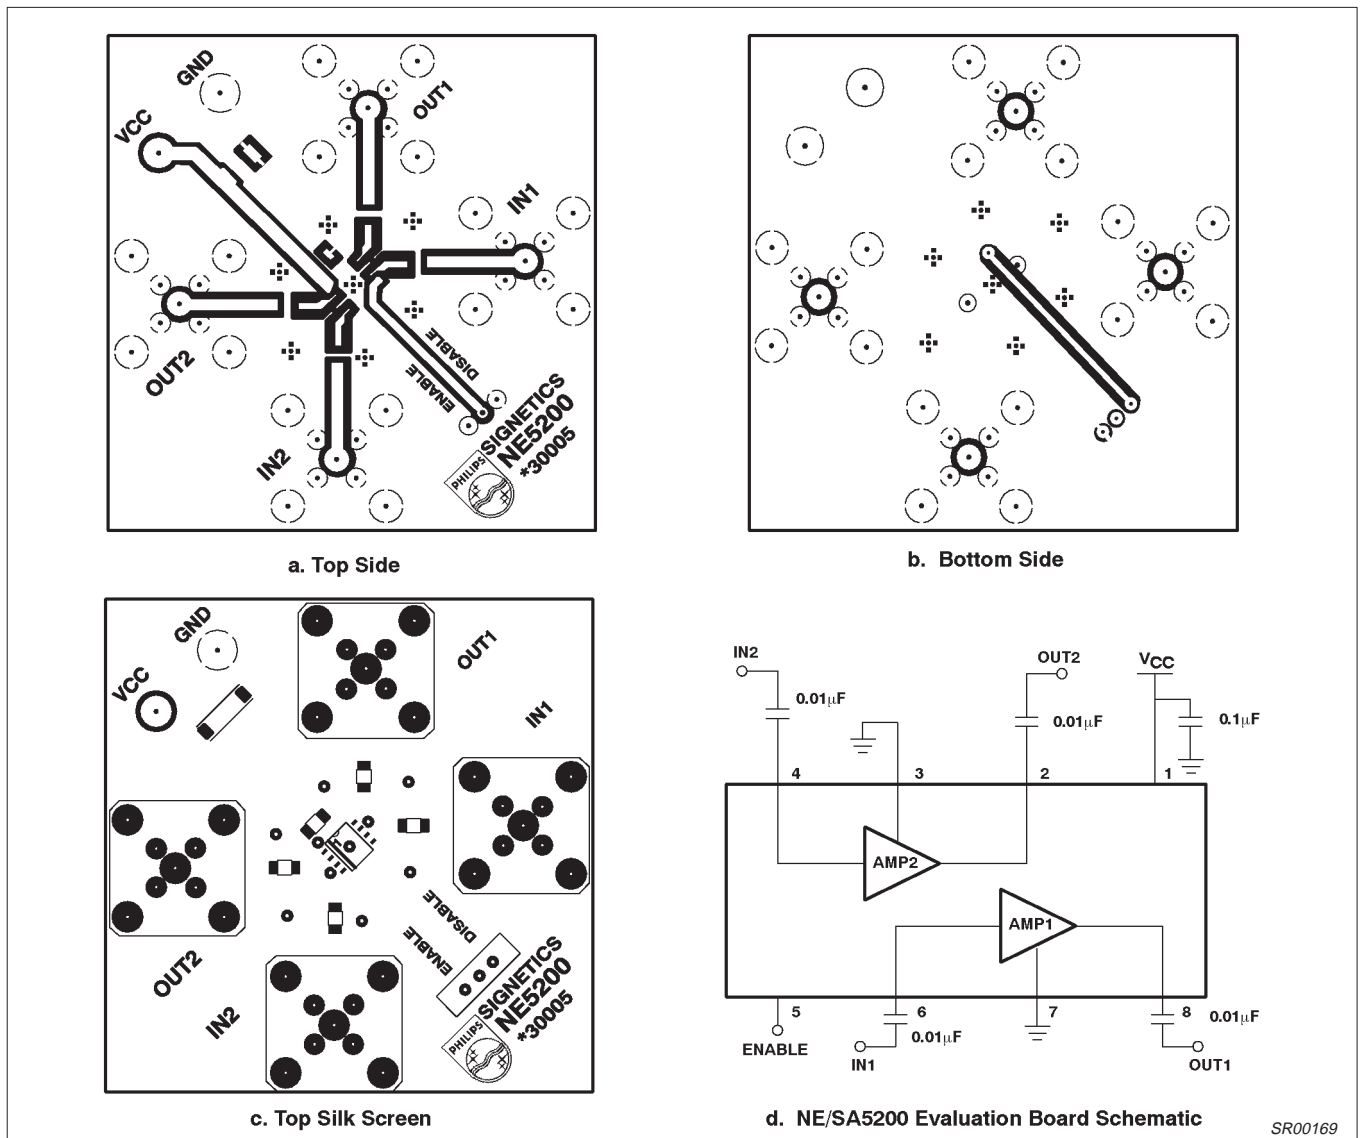 GND
VCC
OUT1
IN1
OUT2
IN2
DISABLE
ENABLE
SIGNETICS
NE5200
*30005
PHILIPS
a. Top Side
b. Bottom Side
GND
VCC
OUT1
IN1
OUT2
IN2
DISABLE
ENABLE
SIGNETICS
NE5200
*30005
PHILIPS
c. Top Silk Screen
IN2
OUT2
VCC
0.01μF
0.01μF
0.1μF
4
3
2
1
AMP2
AMP1
5
6
7
8
0.01μF
0.01μF
ENABLE
IN1
OUT1
d. NE/SA5200 Evaluation Board Schematic
SR00169